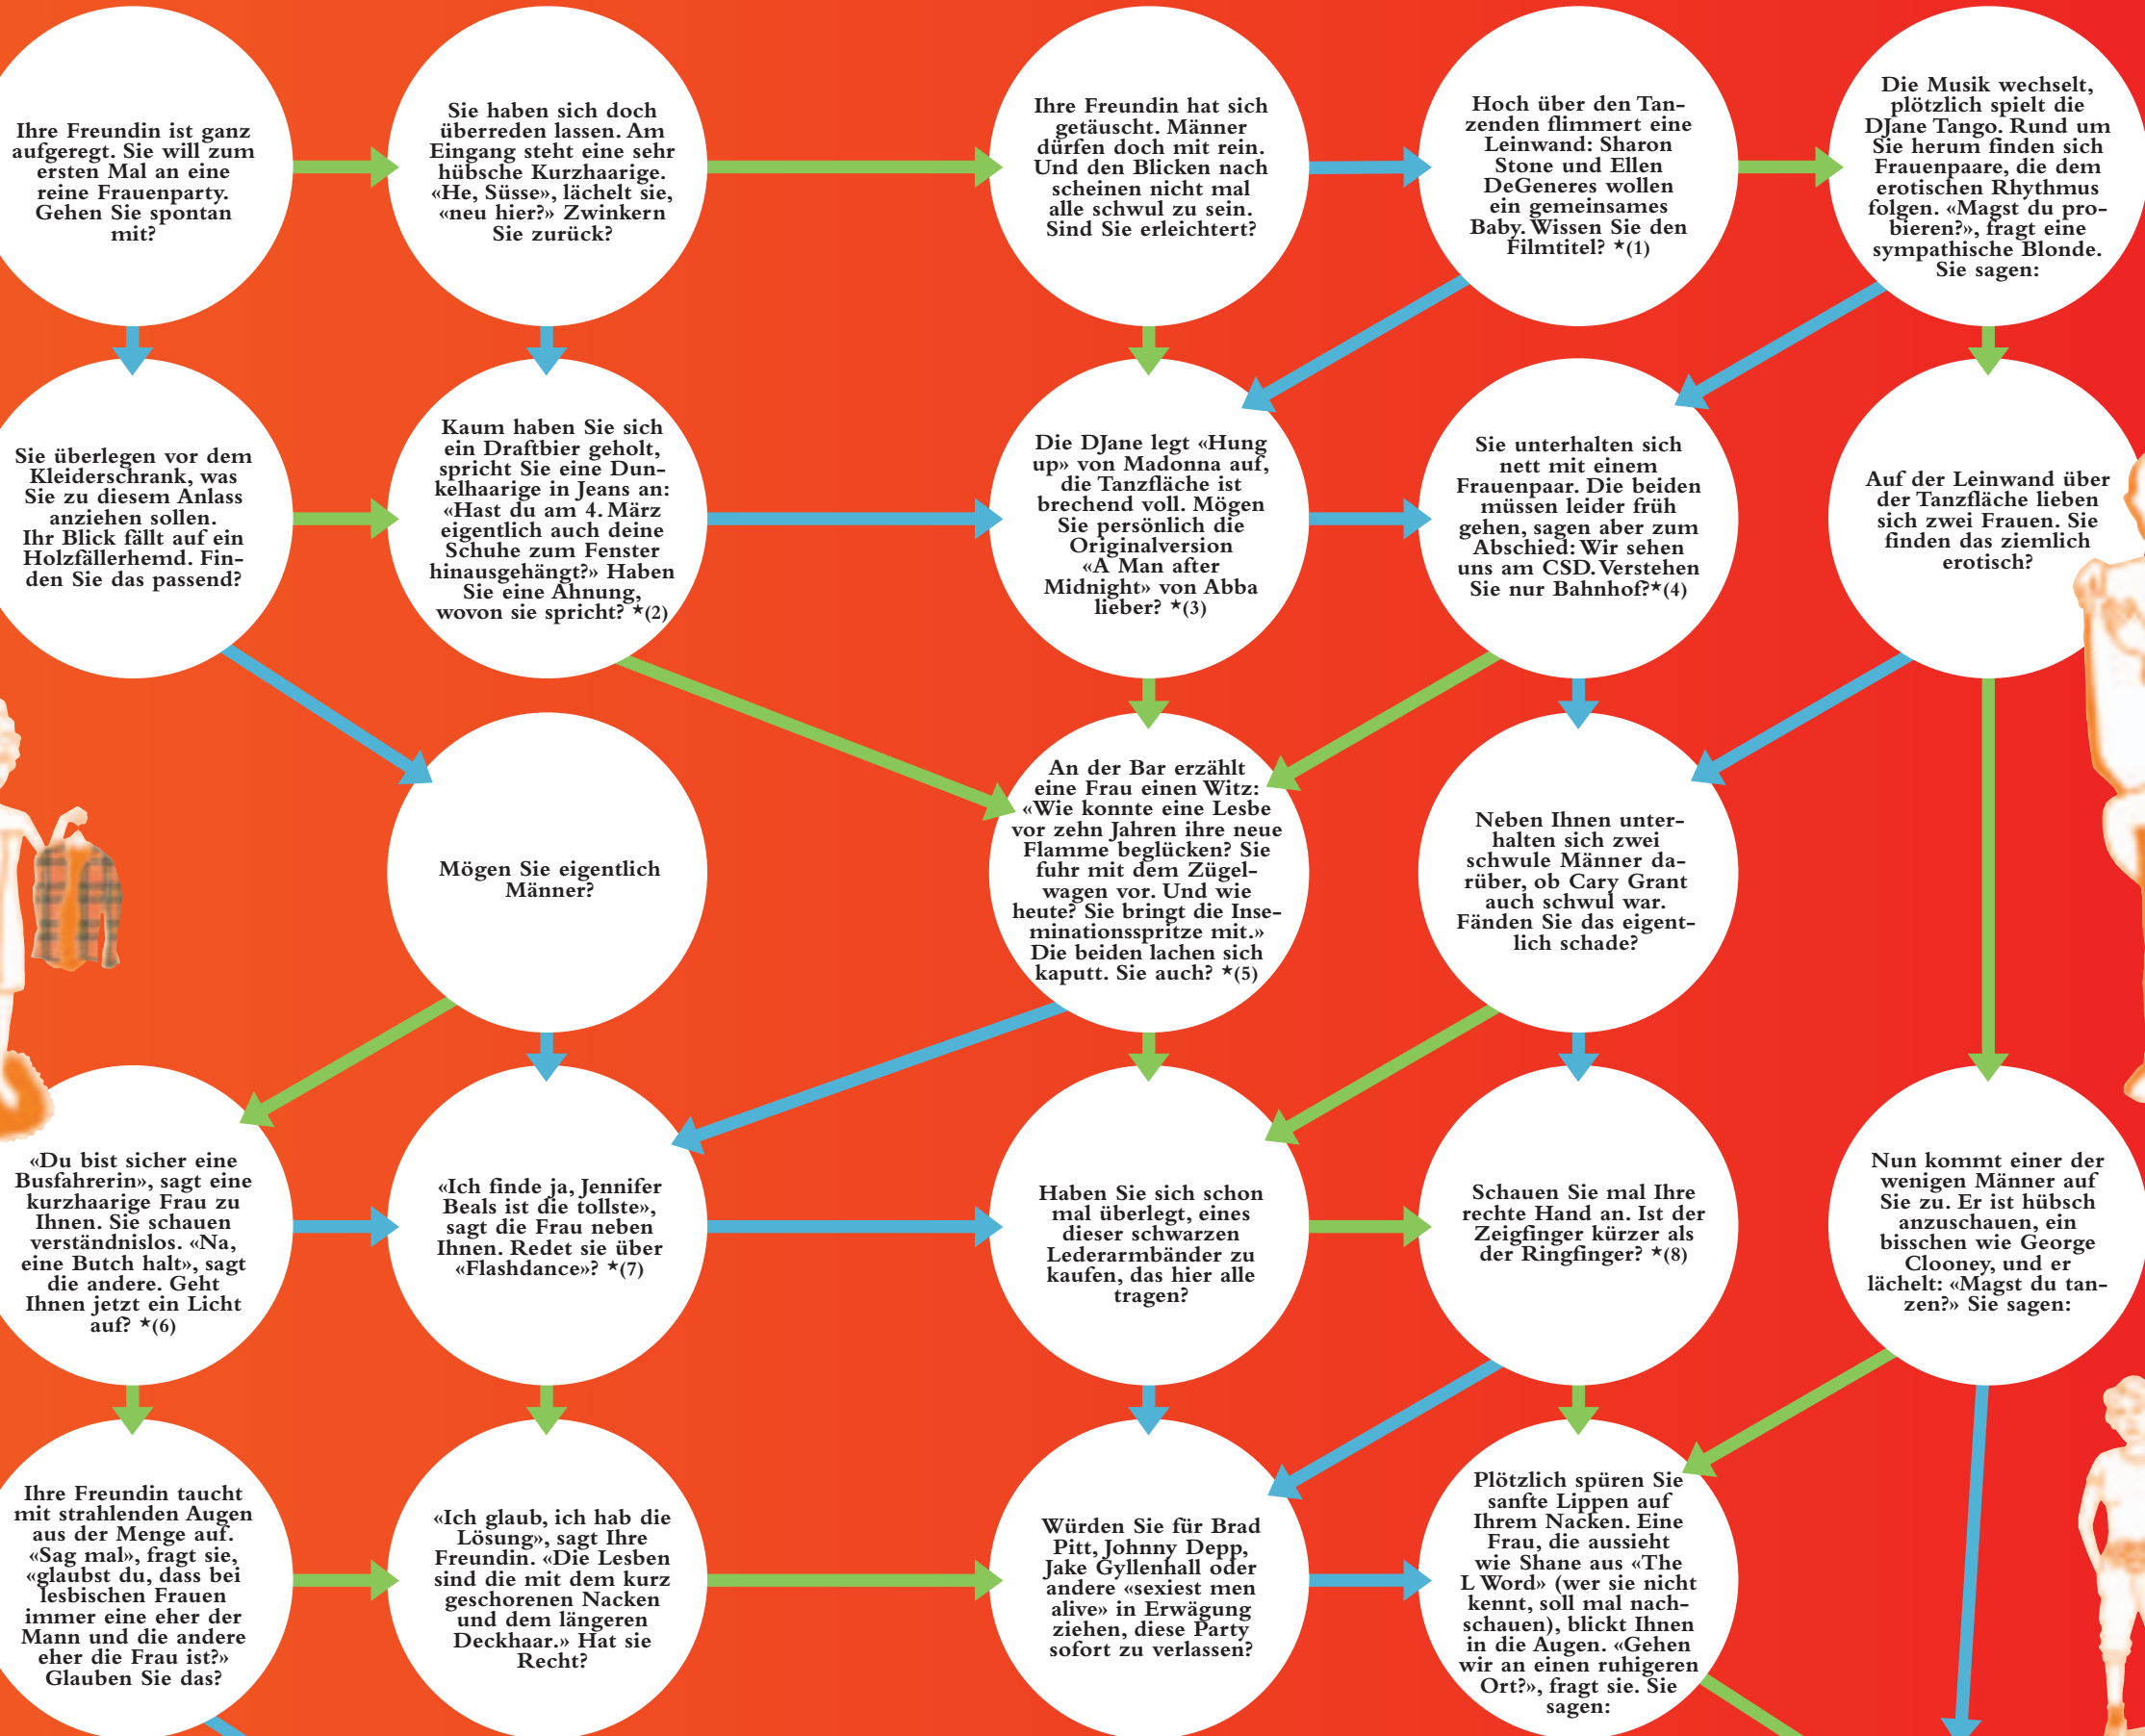 Ihre Freundin ist ganz
aufgeregt. Sie will zum
ersten Mal an eine
reine Frauenparty.
Gehen Sie spontan
mit?
Sie haben sich doch
überreden lassen. Am
Eingang steht eine sehr
hübsche Kurzhaarige.
«He, Süsse», lächelt sie,
«neu hier?» Zwinkern
Sie zurück?
Ihre Freundin hat sich
getäuscht. Männer
dürfen doch mit rein.
Und den Blicken nach
scheinen nicht mal
alle schwul zu sein.
Sind Sie erleichtert?
Hoch über den Tan-
zenden flimmert eine
Leinwand: Sharon
Stone und Ellen
DeGeneres wollen
ein gemeinsames
Baby. Wissen Sie den
Filmtitel? ★(1)
Die Musik wechselt,
plötzlich spielt die
DJane Tango. Rund um
Sie herum finden sich
Frauenpaare, die dem
erotischen Rhythmus
folgen. «Magst du pro-
bieren?», fragt eine
sympathische Blonde.
Sie sagen:
Sie überlegen vor dem
Kleiderschrank, was
Sie zu diesem Anlass
anziehen sollen.
Ihr Blick fällt auf ein
Holzfällerhemd. Fin-
den Sie das passend?
Kaum haben Sie sich
ein Draftbier geholt,
spricht Sie eine Dun-
kelhaarige in Jeans an:
«Hast du am 4. März
eigentlich auch deine
Schuhe zum Fenster
hinausgehängt?» Haben
Sie eine Ahnung,
wovon sie spricht? ★(2)
Die DJane legt «Hung
up» von Madonna auf,
die Tanzfläche ist
brechend voll. Mögen
Sie persönlich die
Originalversion
«A Man after
Midnight» von Abba
lieber? ★(3)
Sie unterhalten sich
nett mit einem
Frauenpaar. Die beiden
müssen leider früh
gehen, sagen aber zum
Abschied: Wir sehen
uns am CSD. Verstehen
Sie nur Bahnhof?★(4)
Auf der Leinwand über
der Tanzfläche lieben
sich zwei Frauen. Sie
finden das ziemlich
erotisch?
Mögen Sie eigentlich
Männer?
An der Bar erzählt
eine Frau einen Witz:
«Wie konnte eine Lesbe
vor zehn Jahren ihre neue
Flamme beglücken? Sie
fuhr mit dem Zügel-
wagen vor. Und wie
heute? Sie bringt die Inse-
minationsspritze mit.»
Die beiden lachen sich
kaputt. Sie auch? ★(5)
Neben Ihnen unter-
halten sich zwei
schwule Männer da-
rüber, ob Cary Grant
auch schwul war.
Fänden Sie das eigent-
lich schade?
«Du bist sicher eine
Busfahrerin», sagt eine
kurzhaarige Frau zu
Ihnen. Sie schauen
verständnislos. «Na,
eine Butch halt», sagt
die andere. Geht
Ihnen jetzt ein Licht
auf? ★(6)
«Ich finde ja, Jennifer
Beals ist die tollste»,
sagt die Frau neben
Ihnen. Redet sie über
«Flashdance»? ★(7)
Haben Sie sich schon
mal überlegt, eines
dieser schwarzen
Lederarmbänder zu
kaufen, das hier alle
tragen?
Schauen Sie mal Ihre
rechte Hand an. Ist der
Zeigfinger kürzer als
der Ringfinger? ★(8)
Nun kommt einer der
wenigen Männer auf
Sie zu. Er ist hübsch
anzuschauen, ein
bisschen wie George
Clooney, und er
lächelt: «Magst du tan-
zen?» Sie sagen:
Ihre Freundin taucht
mit strahlenden Augen
aus der Menge auf.
«Sag mal», fragt sie,
«glaubst du, dass bei
lesbischen Frauen
immer eine eher der
Mann und die andere
eher die Frau ist?»
Glauben Sie das?
«Ich glaub, ich hab die
Lösung», sagt Ihre
Freundin. «Die Lesben
sind die mit dem kurz
geschorenen Nacken
und dem längeren
Deckhaar.» Hat sie
Recht?
Würden Sie für Brad
Pitt, Johnny Depp,
Jake Gyllenhall oder
andere «sexiest men
alive» in Erwägung
ziehen, diese Party
sofort zu verlassen?
Plötzlich spüren Sie
sanfte Lippen auf
Ihrem Nacken. Eine
Frau, die aussieht
wie Shane aus «The
L Word» (wer sie nicht
kennt, soll mal nach-
schauen), blickt Ihnen
in die Augen. «Gehen
wir an einen ruhigeren
Ort?», fragt sie. Sie
sagen: